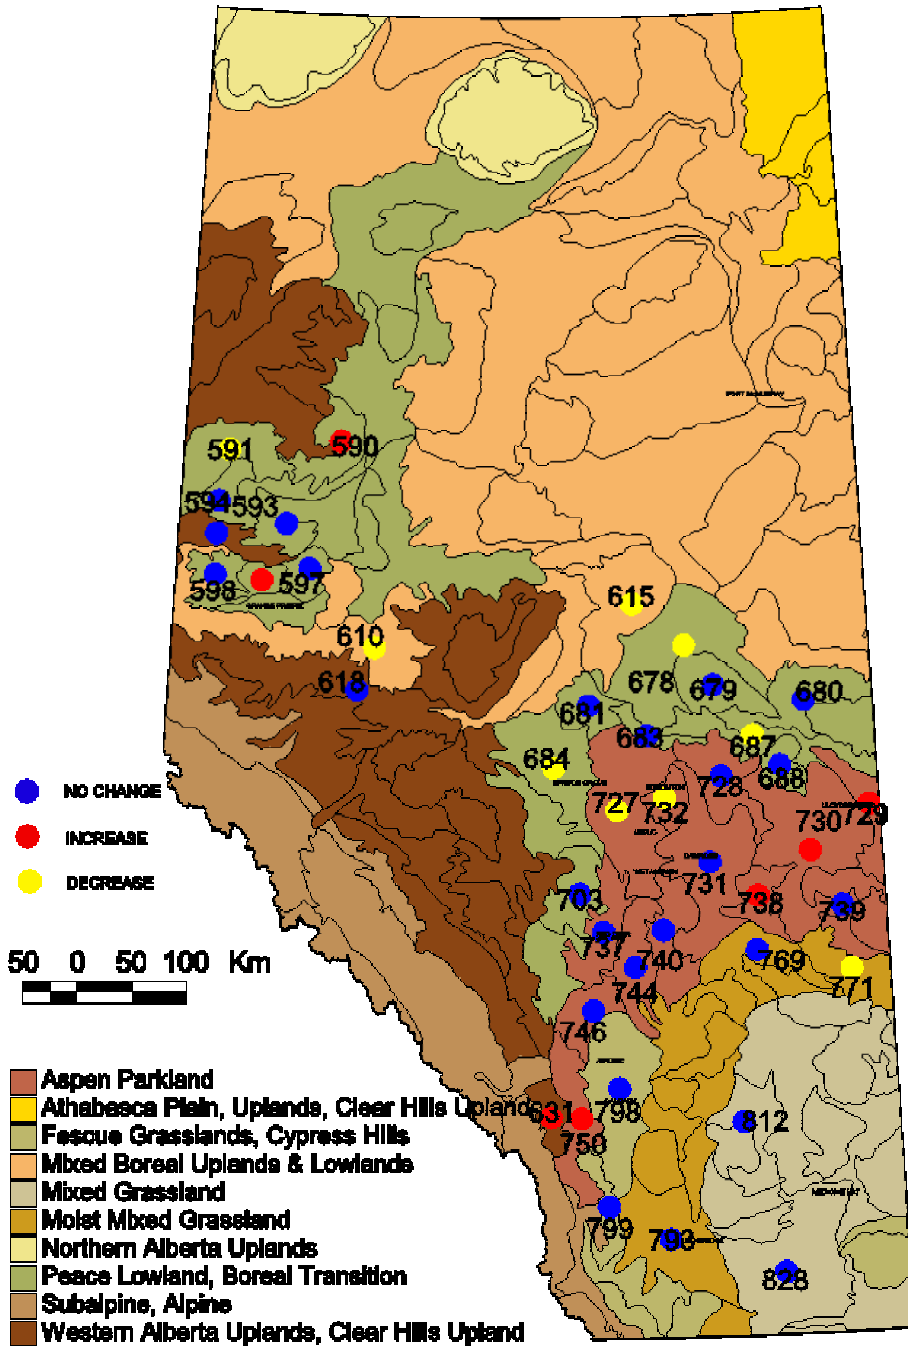 591
590
594
593
598
597
615
610
618
678
679
680
681
683
687
684
688
NO CHANGE
727
732
728
730
729
INCREASE
DECREASE
731
703
738
739
737
740
769
50 0 50 100 Km
744
771
746
Aspen Parkland
Athabasca Plain, Uplands, Clear Hills Upland
631
798
812
Fescue Grasslands, Cypress Hills
750
Mixed Boreal Uplands & Lowlands
Mixed Grassland
Moist Mixed Grassland
799
793
Northern Alberta Uplands
Peace Lowland, Boreal Transition
828
Subalpine, Alpine
Western Alberta Uplands, Clear Hills Upland